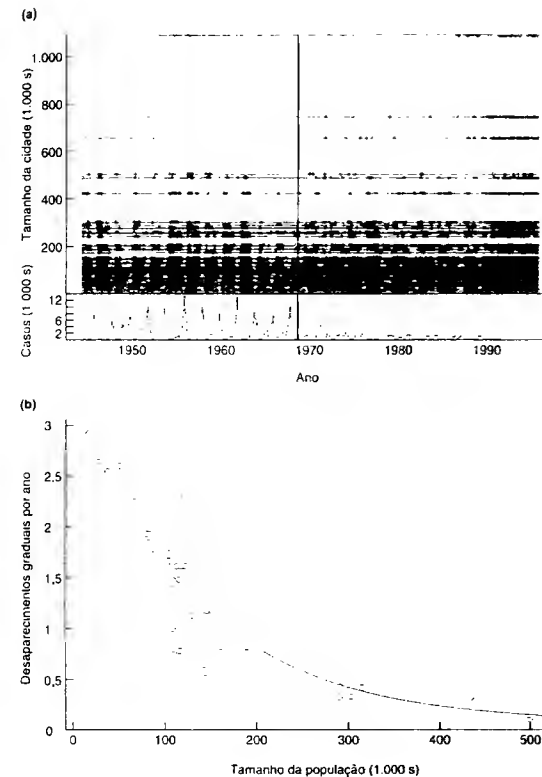 (a)
Tamanho da cidade (1.000 s)
1.000
800
600
400
200
Casus (1 000 s)
12
6
2
1950 1960 1970 1980 1990
Ano
(b)
Desaparecimentos graduais por ano
3
2.5
2
1,5
1
0,5
0
0 100 200 300 400 500
Tamanho da população (1.000 s)